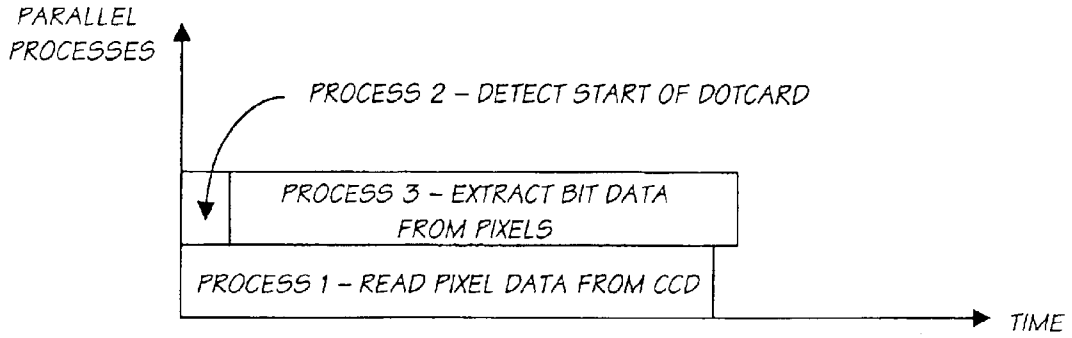 PARALLEL
PROCESSES
PROCESS 2 – DETECT START OF DOTCARD
PROCESS 3 – EXTRACT BIT DATA
FROM PIXELS
PROCESS 1 – READ PIXEL DATA FROM CCD
TIME